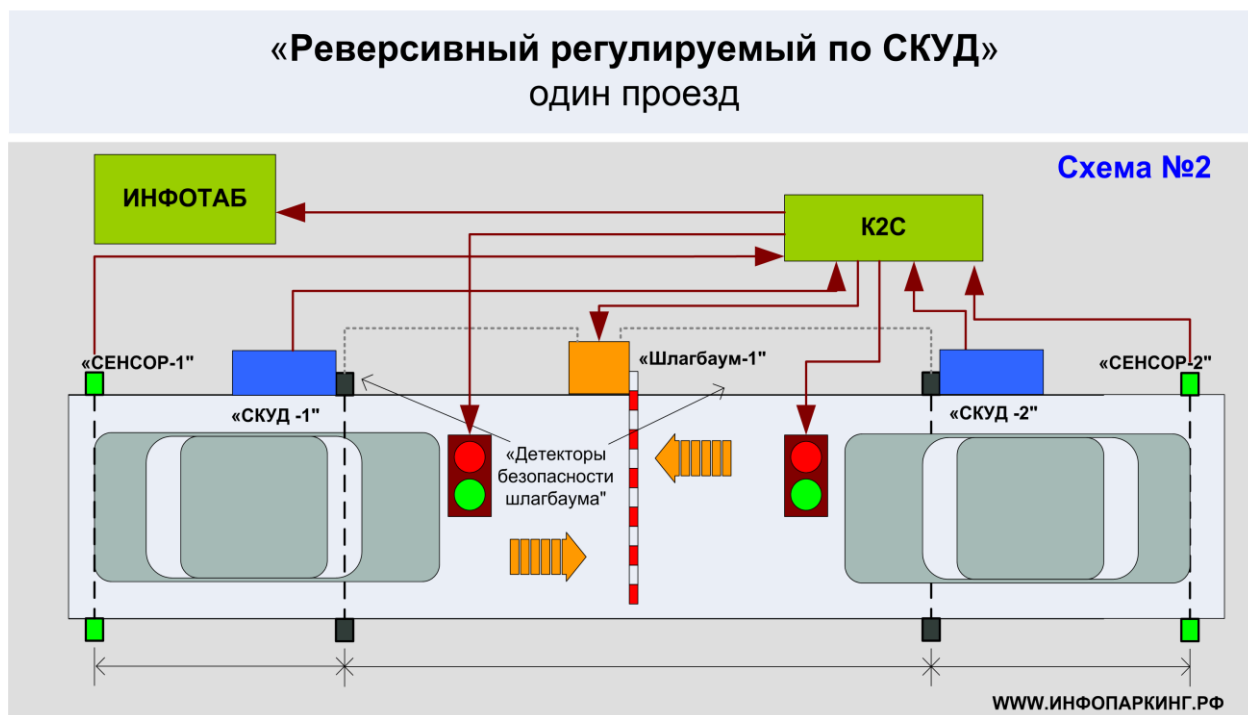 «Реверсивный регулируемый по СКУД»
один проезд
Схема №2
ИНФОТАБ
К2С
«СЕНСОР-1"
«Шлагбаум-1"
«СЕНСОР-2"
«СКУД -1"
«СКУД -2"
«Детекторы
безопасности
шлагбаума"
WWW.ИНФОПАРКИНГ.РФ